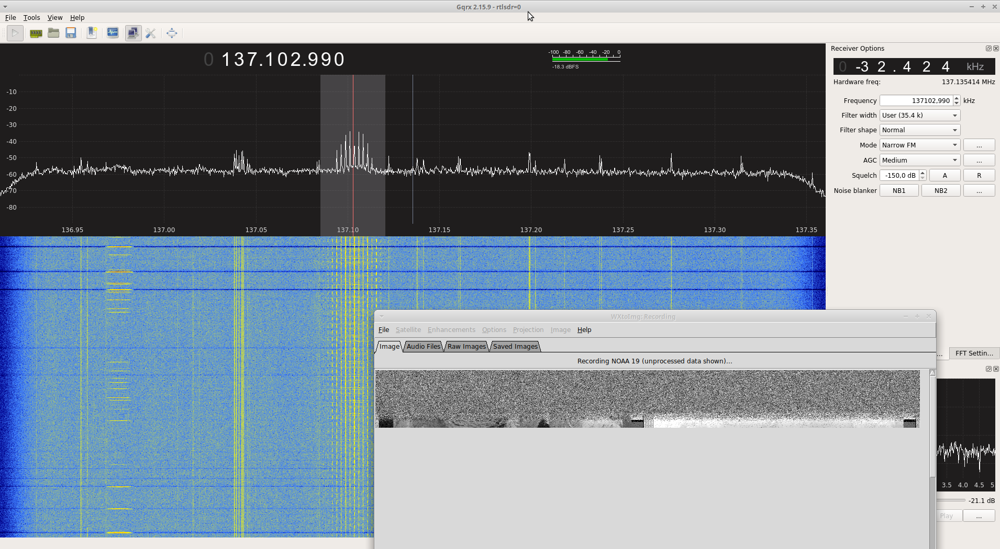 Gqrx 2.15.9 - rtlsdr=0
File Tools View Help
0 137.102.990
-100 -80 -60 -40 -20 0
-18.3 dBFS
-10
-20
-30
-40
-50
-60
-70
-80
136.95 137.00 137.05 137.10 137.15 137.20 137.25 137.30 137.35
Receiver Options
0 -32.424 kHz
Hardware freq: 137.135414 MHz
Frequency 137102,990 kHz
Filter width User (35.4 k)
Filter shape Normal
Mode Narrow FM ...
AGC Medium ...
Squelch -150,0 dB A R
Noise blanker NB1 NB2 ...
WXtoImg: Recording
File Satellite Enhancements Options Projection Image Help
Image Audio Files Raw Images Saved Images
Recording NOAA 19 (unprocessed data shown)...
... FFT Settin...
3.5 4.0 4.5 5
-21.1 dB
Play ...